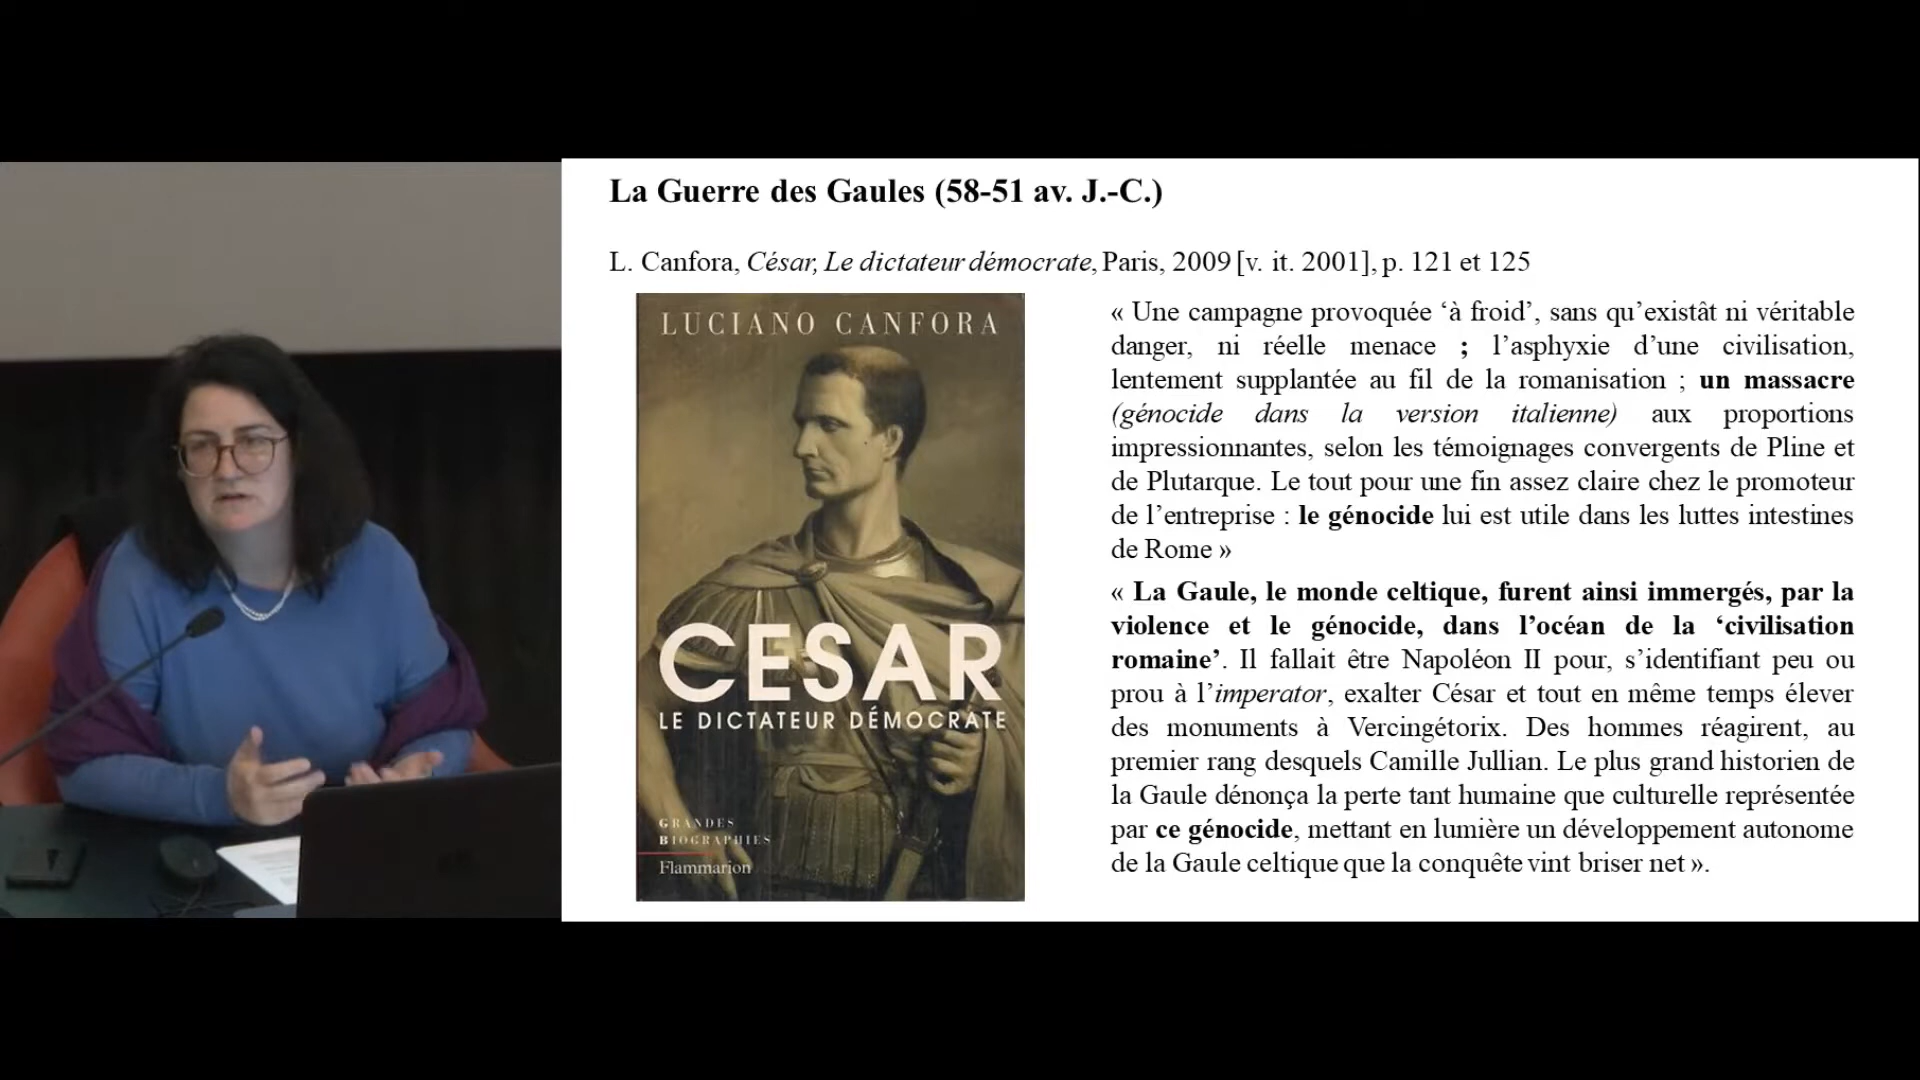 La Guerre des Gaules (58-51 av. J.-C.)
L. Canfora, César, Le dictateur démocrate, Paris, 2009 [v. it. 2001], p. 121 et 125
LUCIANO CANFORA
CESAR
LE DICTATEUR DÉMOCRATE
GRANDES
BIOGRAPHIES
Flammarion
« Une campagne provoquée ‘à froid’, sans qu’existât ni véritable
danger, ni réelle menace ; l’asphyxie d’une civilisation,
lentement supplantée au fil de la romanisation ; un massacre
(génocide dans la version italienne) aux proportions
impressionnantes, selon les témoignages convergents de Pline et
de Plutarque. Le tout pour une fin assez claire chez le promoteur
de l’entreprise : le génocide lui est utile dans les luttes intestines
de Rome »
« La Gaule, le monde celtique, furent ainsi immergés, par la
violence et le génocide, dans l’océan de la ‘civilisation
romaine’. Il fallait être Napoléon II pour, s’identifiant peu ou
prou à l’imperator, exalter César et tout en même temps élever
des monuments à Vercingétorix. Des hommes réagirent, au
premier rang desquels Camille Jullian. Le plus grand historien de
la Gaule dénonça la perte tant humaine que culturelle représentée
par ce génocide, mettant en lumière un développement autonome
de la Gaule celtique que la conquête vint briser net ».